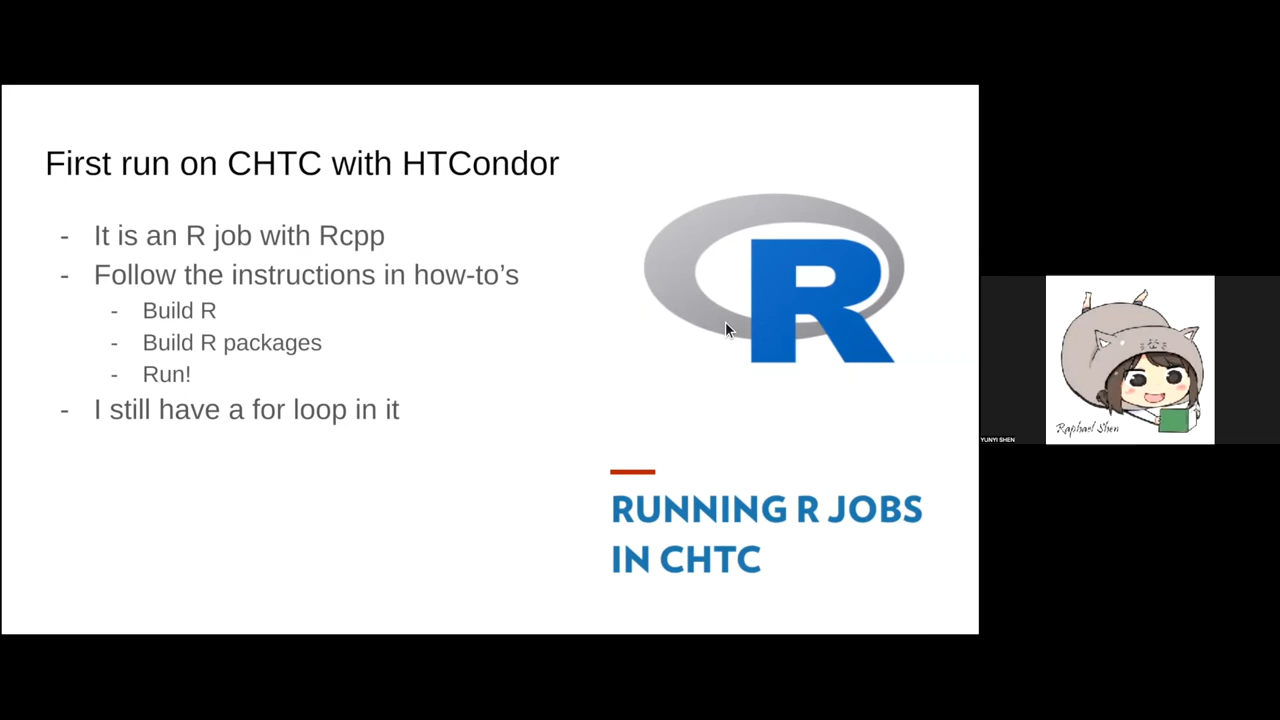 First run on CHTC with HTCondor
- It is an R job with Rcpp
- Follow the instructions in how-to’s
- Build R
- Build R packages
- Run!
- I still have a for loop in it
R
RUNNING R JOBS
IN CHTC
Raphael Shen
YUNYI SHEN